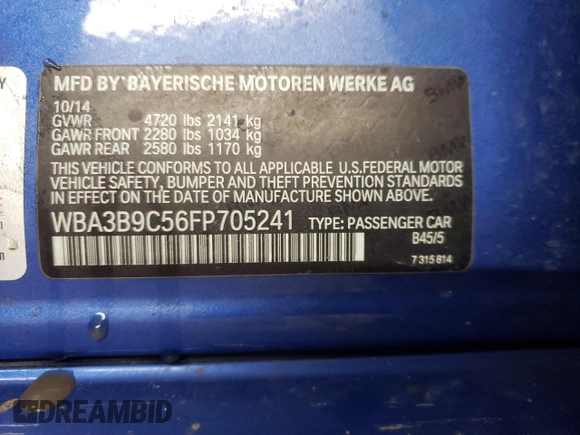 MFD BY BAYERISCHE MOTOREN WERKE AG
10/14
GVWR 4720 lbs 2141 kg
GAWR FRONT 2280 lbs 1034 kg
GAWR REAR 2580 lbs 1170 kg
THIS VEHICLE CONFORMS TO ALL APPLICABLE U.S.FEDERAL MOTOR
VEHICLE SAFETY, BUMPER AND THEFT PREVENTION STANDARDS
IN EFFECT ON THE DATE OF MANUFACTURE SHOWN ABOVE.
WBA3B9C56FP705241 TYPE: PASSENGER CAR
B45/5
7 315 814
DREAMBID